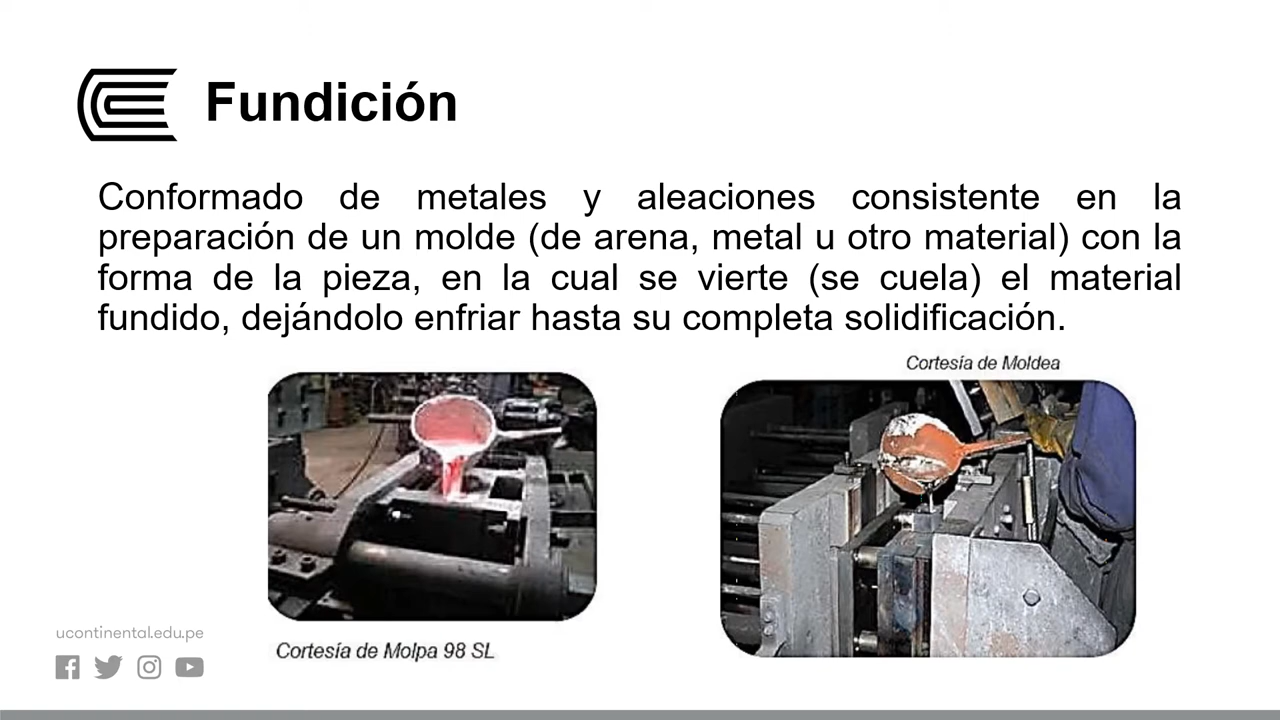 Fundición
Conformado de metales y aleaciones consistente en la
preparación de un molde (de arena, metal u otro material) con la
forma de la pieza, en la cual se vierte (se cuela) el material
fundido, dejándolo enfriar hasta su completa solidificación.
Cortesía de Moldea
Cortesía de Molpa 98 SL
ucontinental.edu.pe